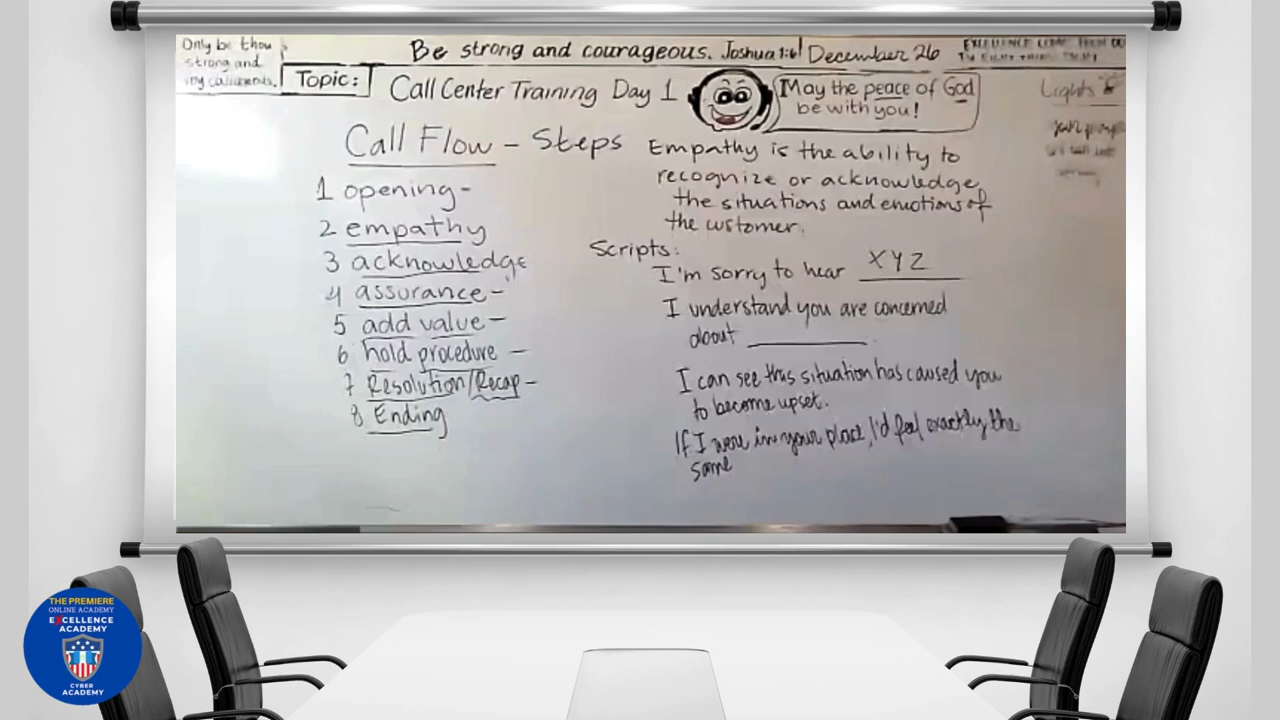 Only be thou
strong and
Be strong and courageous. Joshua 1:6
December 26
Topic:
Call Center Training Day 1
May the peace of God
be with you!
Lights
Call Flow - Steps
1 opening-
2 empathy
3 acknowledge
4 assurance-
5 add value-
6 hold procedure -
7 Resolution/Recap-
8 Ending
Empathy is the ability to
recognize or acknowledge
the situations and emotions of
the customer.
Scripts:
I'm sorry to hear XYZ
I understand you are concerned
about ________.
I can see this situation has caused you
to become upset.
If I were in your place, I'd feel exactly the
same
THE PREMIERE
ONLINE ACADEMY
EXCELLENCE
ACADEMY
CYBER
ACADEMY